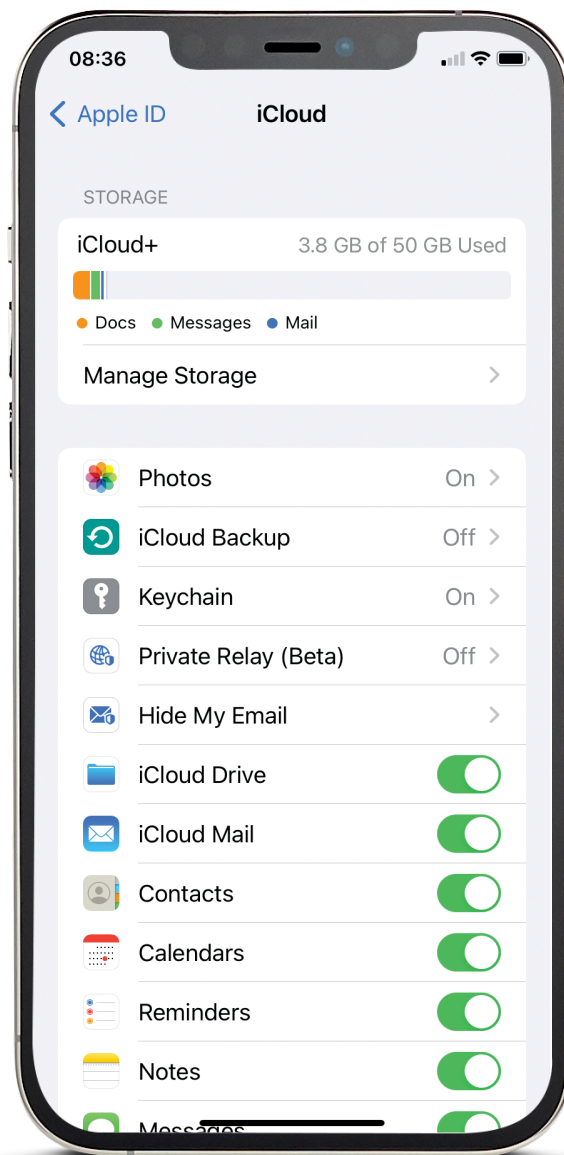 08:36
Apple ID
iCloud
STORAGE
iCloud+ 3.8 GB of 50 GB Used
Docs Messages Mail
Manage Storage
Photos On
iCloud Backup Off
Keychain On
Private Relay (Beta) Off
Hide My Email
iCloud Drive
iCloud Mail
Contacts
Calendars
Reminders
Notes
Messages